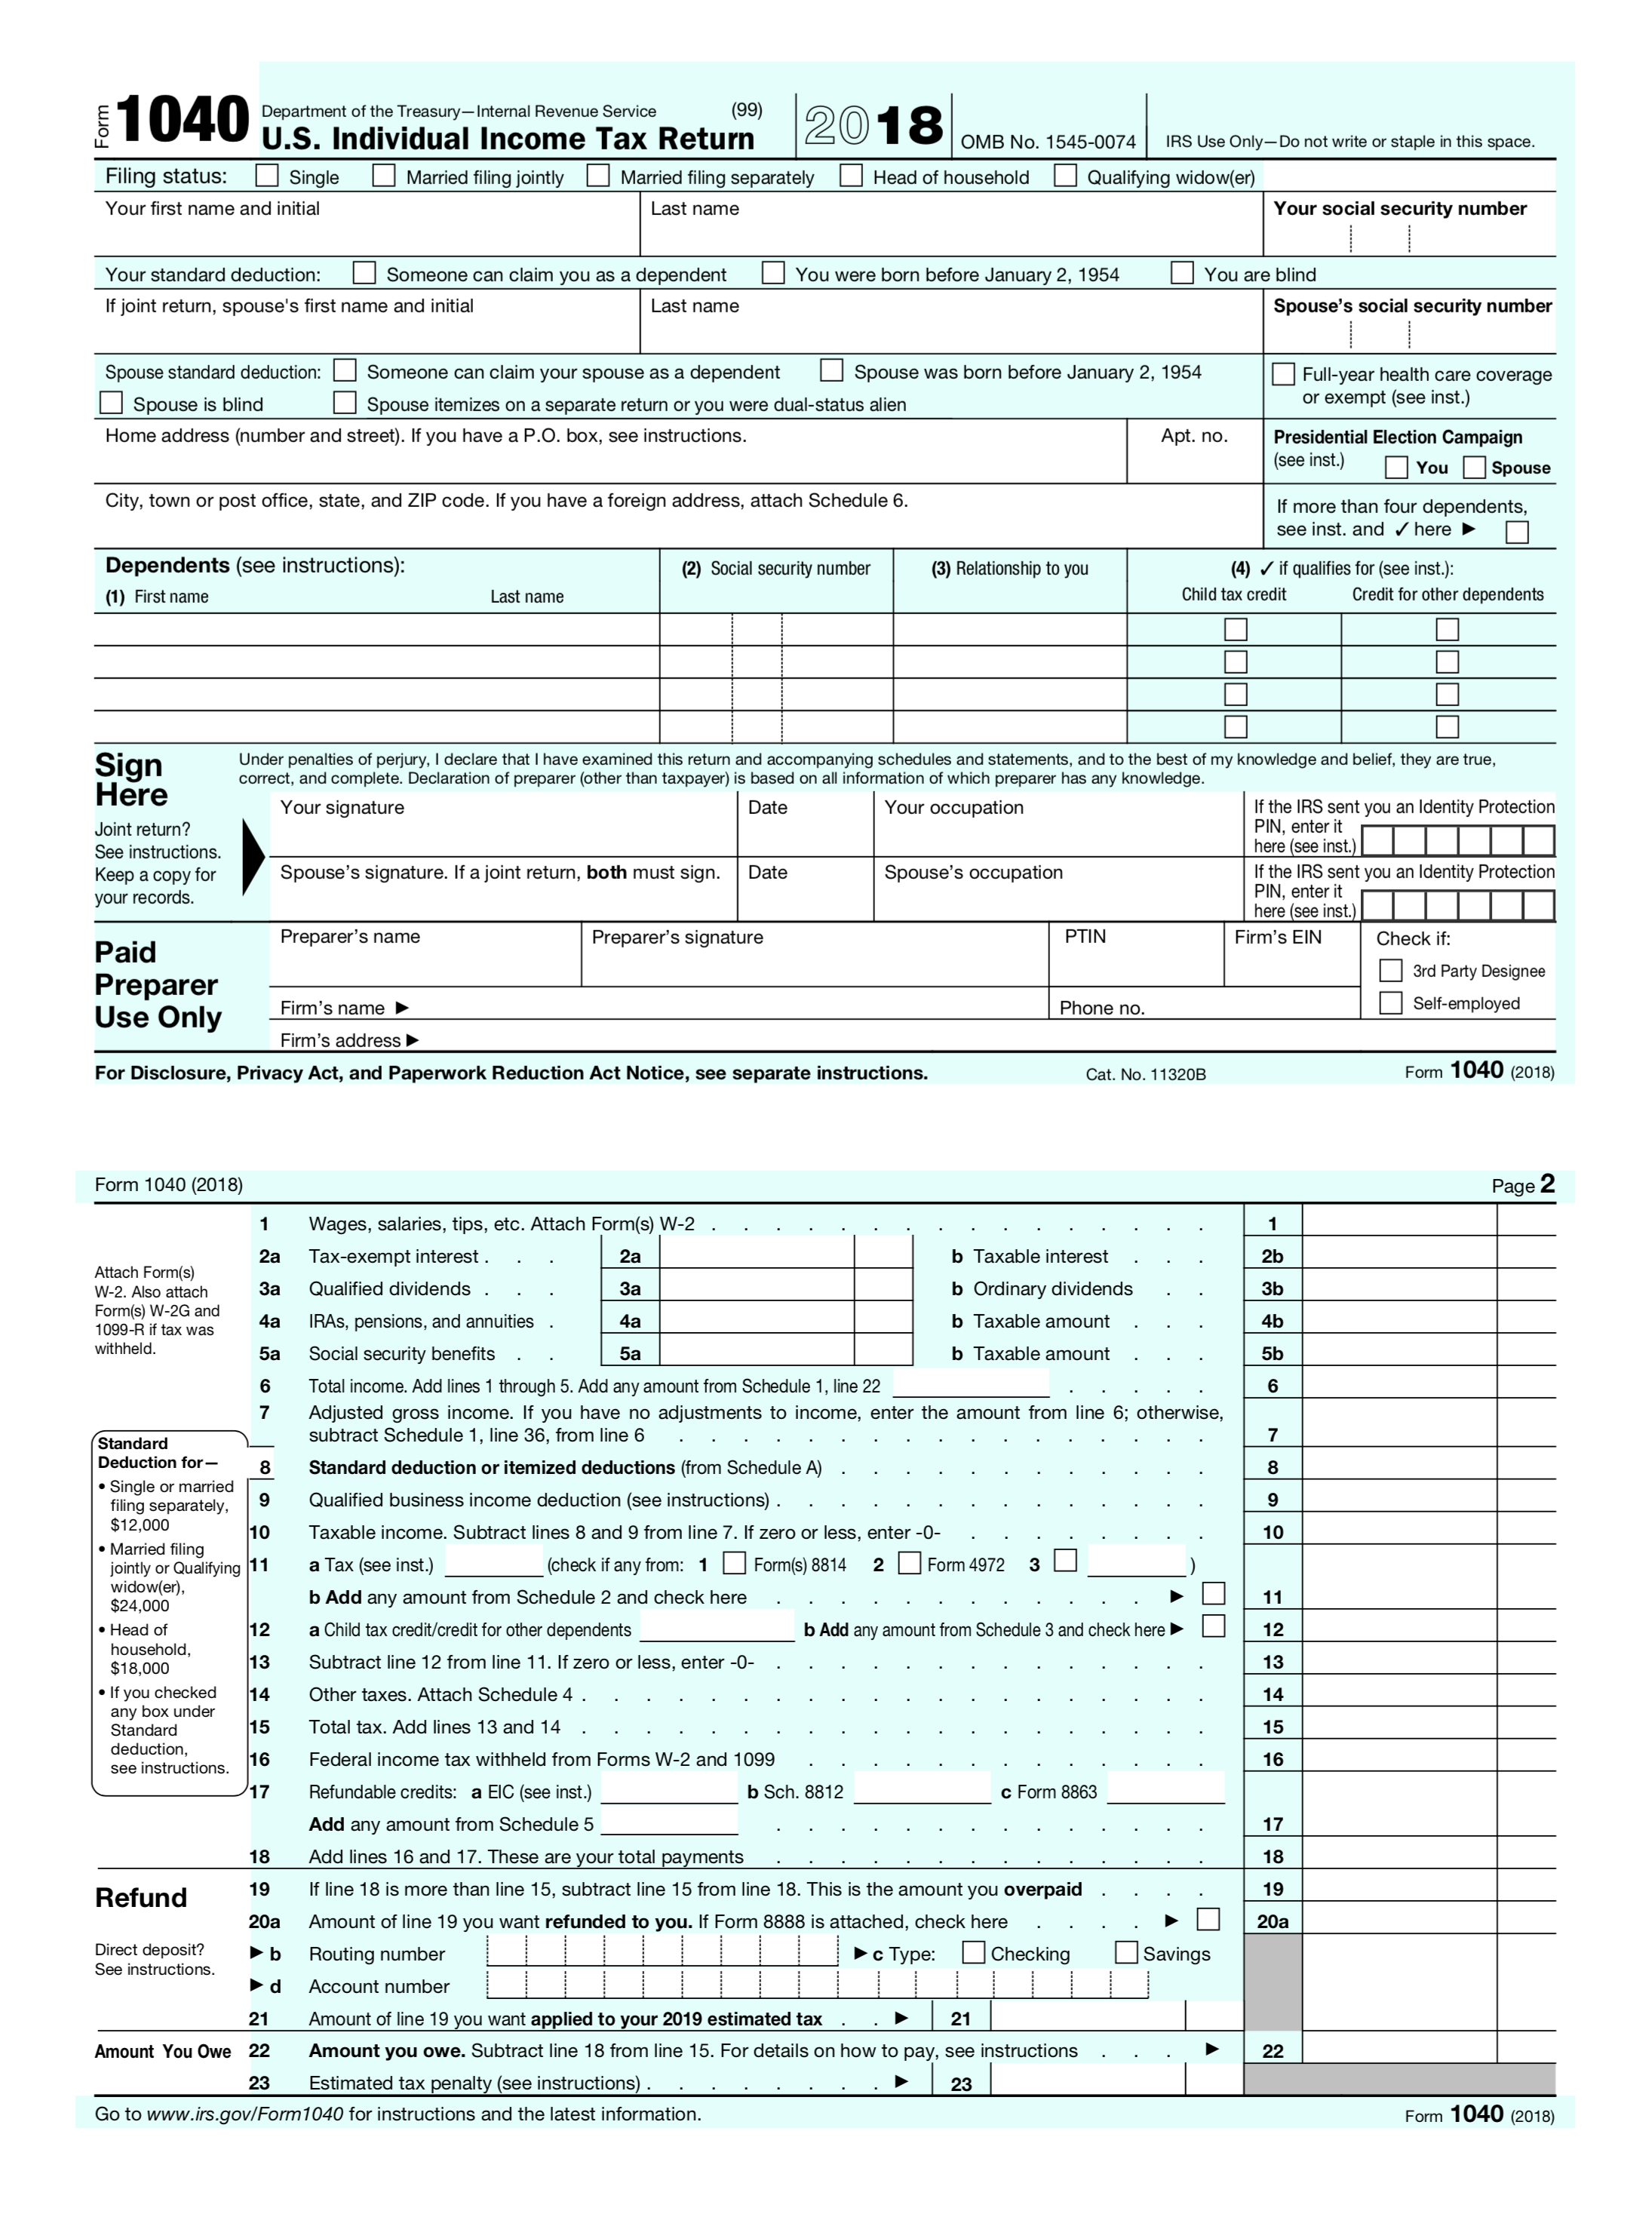 Form 1040 Department of the Treasury—Internal Revenue Service (99)
U.S. Individual Income Tax Return 2018 OMB No. 1545-0074 IRS Use Only—Do not write or staple in this space.
Filing status: Single Married filing jointly Married filing separately Head of household Qualifying widow(er)
Your first name and initial Last name Your social security number
Your standard deduction: Someone can claim you as a dependent You were born before January 2, 1954 You are blind
If joint return, spouse's first name and initial Last name Spouse's social security number
Spouse standard deduction: Someone can claim your spouse as a dependent Spouse was born before January 2, 1954
Spouse is blind Spouse itemizes on a separate return or you were dual-status alien
Full-year health care coverage
or exempt (see inst.)
Home address (number and street). If you have a P.O. box, see instructions. Apt. no.
Presidential Election Campaign
(see inst.) You Spouse
City, town or post office, state, and ZIP code. If you have a foreign address, attach Schedule 6.
If more than four dependents,
see inst. and ✓ here ►
Dependents (see instructions): (2) Social security number (3) Relationship to you (4) ✓ if qualifies for (see inst.):
(1) First name Last name Child tax credit Credit for other dependents
Sign
Here
Under penalties of perjury, I declare that I have examined this return and accompanying schedules and statements, and to the best of my knowledge and belief, they are true,
correct, and complete. Declaration of preparer (other than taxpayer) is based on all information of which preparer has any knowledge.
Joint return?
See instructions.
Keep a copy for
your records.
Your signature Date Your occupation
If the IRS sent you an Identity Protection
PIN, enter it
here (see inst.)
Spouse's signature. If a joint return, both must sign. Date Spouse's occupation
If the IRS sent you an Identity Protection
PIN, enter it
here (see inst.)
Paid
Preparer
Use Only
Preparer's name Preparer's signature PTIN Firm's EIN Check if:
3rd Party Designee
Self-employed
Firm's name ► Phone no.
Firm's address ►
For Disclosure, Privacy Act, and Paperwork Reduction Act Notice, see separate instructions. Cat. No. 11320B Form 1040 (2018)
Form 1040 (2018) Page 2
Attach Form(s)
W-2. Also attach
Form(s) W-2G and
1099-R if tax was
withheld.
1 Wages, salaries, tips, etc. Attach Form(s) W-2 . . . . . . . . . . . . . . . . 1
2a Tax-exempt interest . . . 2a b Taxable interest . . . 2b
3a Qualified dividends . . . 3a b Ordinary dividends . . 3b
4a IRAs, pensions, and annuities . 4a b Taxable amount . . . 4b
5a Social security benefits . . 5a b Taxable amount . . . 5b
6 Total income. Add lines 1 through 5. Add any amount from Schedule 1, line 22 . . . . . 6
7 Adjusted gross income. If you have no adjustments to income, enter the amount from line 6; otherwise,
subtract Schedule 1, line 36, from line 6 . . . . . . . . . . . . . . . . . 7
Standard
Deduction for—
• Single or married
filing separately,
$12,000
• Married filing
jointly or Qualifying
widow(er),
$24,000
• Head of
household,
$18,000
• If you checked
any box under
Standard
deduction,
see instructions.
8 Standard deduction or itemized deductions (from Schedule A) . . . . . . . . . . . . 8
9 Qualified business income deduction (see instructions) . . . . . . . . . . . . . . 9
10 Taxable income. Subtract lines 8 and 9 from line 7. If zero or less, enter -0- . . . . . . . . 10
11 a Tax (see inst.) (check if any from: 1 Form(s) 8814 2 Form 4972 3 )
b Add any amount from Schedule 2 and check here . . . . . . . . . . . . ► 11
12 a Child tax credit/credit for other dependents b Add any amount from Schedule 3 and check here ► 12
13 Subtract line 12 from line 11. If zero or less, enter -0- . . . . . . . . . . . . . . 13
14 Other taxes. Attach Schedule 4 . . . . . . . . . . . . . . . . . . . . 14
15 Total tax. Add lines 13 and 14 . . . . . . . . . . . . . . . . . . . . 15
16 Federal income tax withheld from Forms W-2 and 1099 . . . . . . . . . . . . . 16
17 Refundable credits: a EIC (see inst.) b Sch. 8812 c Form 8863
Add any amount from Schedule 5 . . . . . . . . . . . . . . 17
18 Add lines 16 and 17. These are your total payments . . . . . . . . . . . . . . 18
Refund
19 If line 18 is more than line 15, subtract line 15 from line 18. This is the amount you overpaid . . . . 19
20a Amount of line 19 you want refunded to you. If Form 8888 is attached, check here . . . . ► 20a
Direct deposit?
See instructions.
► b Routing number ► c Type: Checking Savings
► d Account number
21 Amount of line 19 you want applied to your 2019 estimated tax . . ► 21
Amount You Owe 22 Amount you owe. Subtract line 18 from line 15. For details on how to pay, see instructions . . . ► 22
23 Estimated tax penalty (see instructions) . . . . . . . . ► 23
Go to www.irs.gov/Form1040 for instructions and the latest information. Form 1040 (2018)